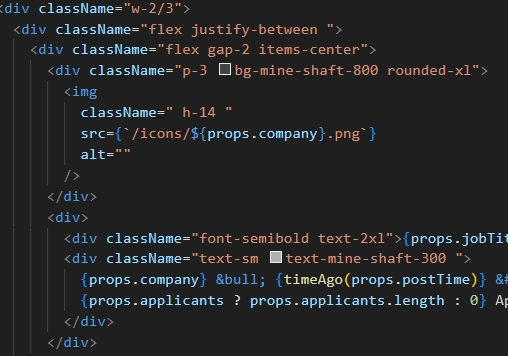 <div className="w-2/3">
<div className="flex justify-between ">
<div className="flex gap-2 items-center">
<div className="p-3 bg-mine-shaft-800 rounded-xl">
<img
className=" h-14 "
src={`/icons/${props.company}.png`}
alt=""
/>
</div>
<div>
<div className="font-semibold text-2xl">{props.jobTit
<div className="text-sm text-mine-shaft-300 ">
{props.company} &bull; {timeAgo(props.postTime)} &#
{props.applicants ? props.applicants.length : 0} Ap
</div>
</div>